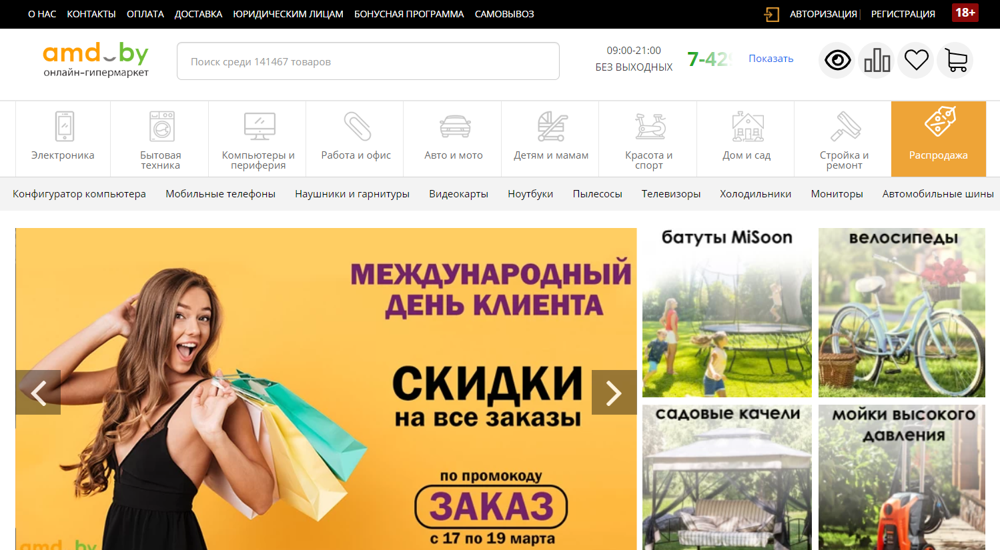 О НАС КОНТАКТЫ ОПЛАТА ДОСТАВКА ЮРИДИЧЕСКИМ ЛИЦАМ БОНУСНАЯ ПРОГРАММА САМОВЫВОЗ АВТОРИЗАЦИЯ РЕГИСТРАЦИЯ 18+
amd.by
онлайн-гипермаркет
Поиск среди 141467 товаров
09:00-21:00
БЕЗ ВЫХОДНЫХ
7-429
Показать
Электроника
Бытовая
техника
Компьютеры и
периферия
Работа и офис
Авто и мото
Детям и мамам
Красота и
спорт
Дом и сад
Стройка и
ремонт
Распродажа
Конфигуратор компьютера Мобильные телефоны Наушники и гарнитуры Видеокарты Ноутбуки Пылесосы Телевизоры Холодильники Мониторы Автомобильные шины
МЕЖДУНАРОДНЫЙ
ДЕНЬ КЛИЕНТА
СКИДКИ
на все заказы
по промокоду
ЗАКАЗ
с 17 по 19 марта
amd.by
батуты MiSoon
велосипеды
садовые качели
мойки высокого
давления